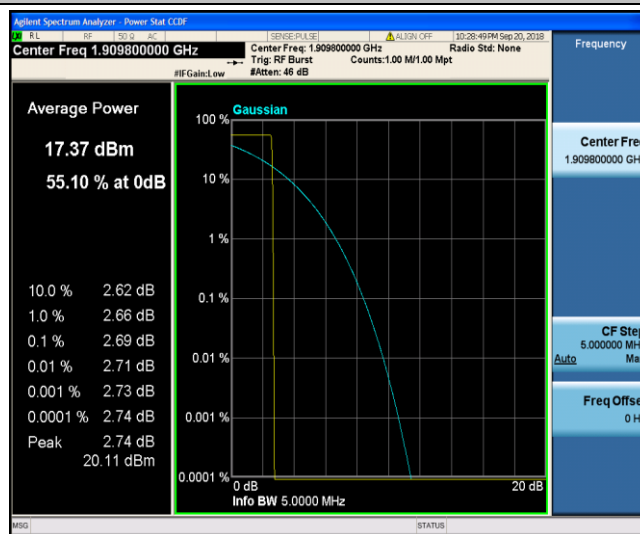 Agilent Spectrum Analyzer - Power Stat CCDF
RL RF 50 Ω AC SENSE:PULSE ALIGN OFF 10:28:49 PM Sep 20, 2018
Center Freq 1.909800000 GHz
Center Freq: 1.909800000 GHz Radio Std: None
Trig: RF Burst Counts:1.00 M/1.00 Mpt
#IFGain:Low #Atten: 46 dB
Frequency
Average Power
17.37 dBm
55.10 % at 0dB
10.0 % 2.62 dB
1.0 % 2.66 dB
0.1 % 2.69 dB
0.01 % 2.71 dB
0.001 % 2.73 dB
0.0001 % 2.74 dB
Peak 2.74 dB
20.11 dBm
Gaussian
100 %
10 %
1 %
0.1 %
0.01 %
0.001 %
0.0001 %
0 dB 20 dB
Info BW 5.0000 MHz
Center Fre
1.909800000 GH
CF Step
5.000000 MH
Auto Ma
Freq Offse
0 H
MSG STATUS